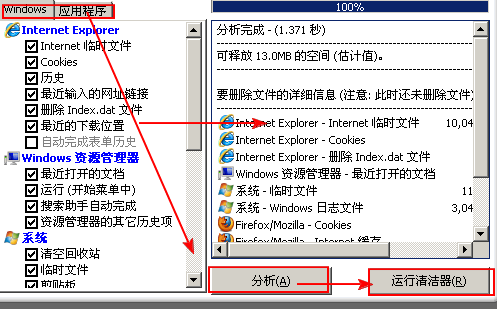 Windows 应用程序
Internet Explorer
Internet 临时文件
Cookies
历史
最近输入的网址链接
删除 Index.dat 文件
最近的下载位置
自动完成表单历史
Windows 资源管理器
最近打开的文档
运行 (开始菜单中)
搜索助手自动完成
资源管理器的其它历史项
系统
清空回收站
临时文件
剪贴板
100%
分析完成 - (1.371 秒)
可释放 13.0MB 的空间 (估计值)。
要删除文件的详细信息 (注意: 此时还未删除文件)
Internet Explorer - Internet 临时文件 10,04
Internet Explorer - Cookies
Internet Explorer - 删除 Index.dat 文件
Windows 资源管理器 - 最近打开的文档
系统 - 临时文件 11
系统 - Windows 日志文件 3,04
Firefox/Mozilla - Cookies
Firefox/Mozilla - Internet 缓存
分析(A) 运行清洁器(R)